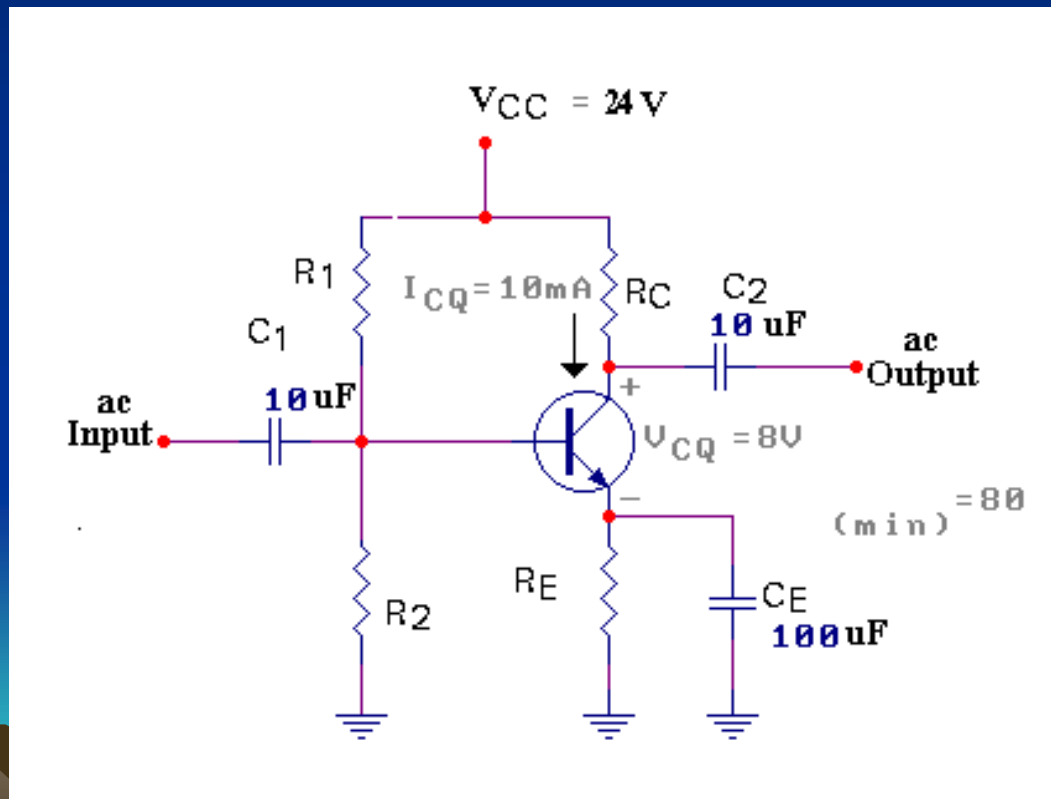 VCC = 24 V
R1
ICQ=10mA
RC
C2
10 uF
C1
10 uF
ac
Input
ac
Output
VCQ =8V
+
−
(min) =80
RE
R2
CE
100 uF